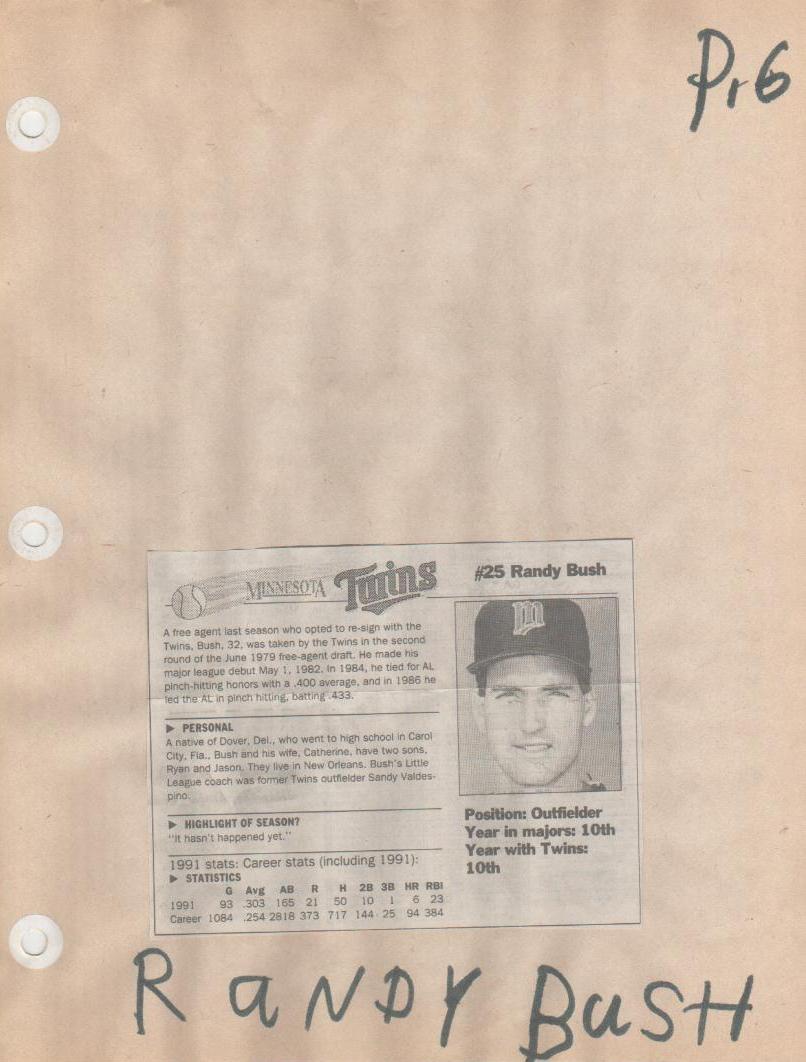 Pr6
MINNESOTA Twins
#25 Randy Bush
A free agent last season who opted to re-sign with the
Twins, Bush, 32, was taken by the Twins in the second
round of the June 1979 free-agent draft. He made his
major league debut May 1, 1982. In 1984, he tied for AL
pinch-hitting honors with a .400 average, and in 1986 he
led the AL in pinch hitting, batting .433.
▶ PERSONAL
A native of Dover, Del., who went to high school in Carol
City, Fla., Bush and his wife, Catherine, have two sons,
Ryan and Jason. They live in New Orleans. Bush's Little
League coach was former Twins outfielder Sandy Valdes-
pino.
▶ HIGHLIGHT OF SEASON?
"It hasn't happened yet."
1991 stats: Career stats (including 1991):
▶ STATISTICS
G Avg AB R H 2B 3B HR RBI
1991 93 .303 165 21 50 10 1 6 23
Career 1084 .254 2818 373 717 144 25 94 384
m
Position: Outfielder
Year in majors: 10th
Year with Twins:
10th
RANDY BUSH